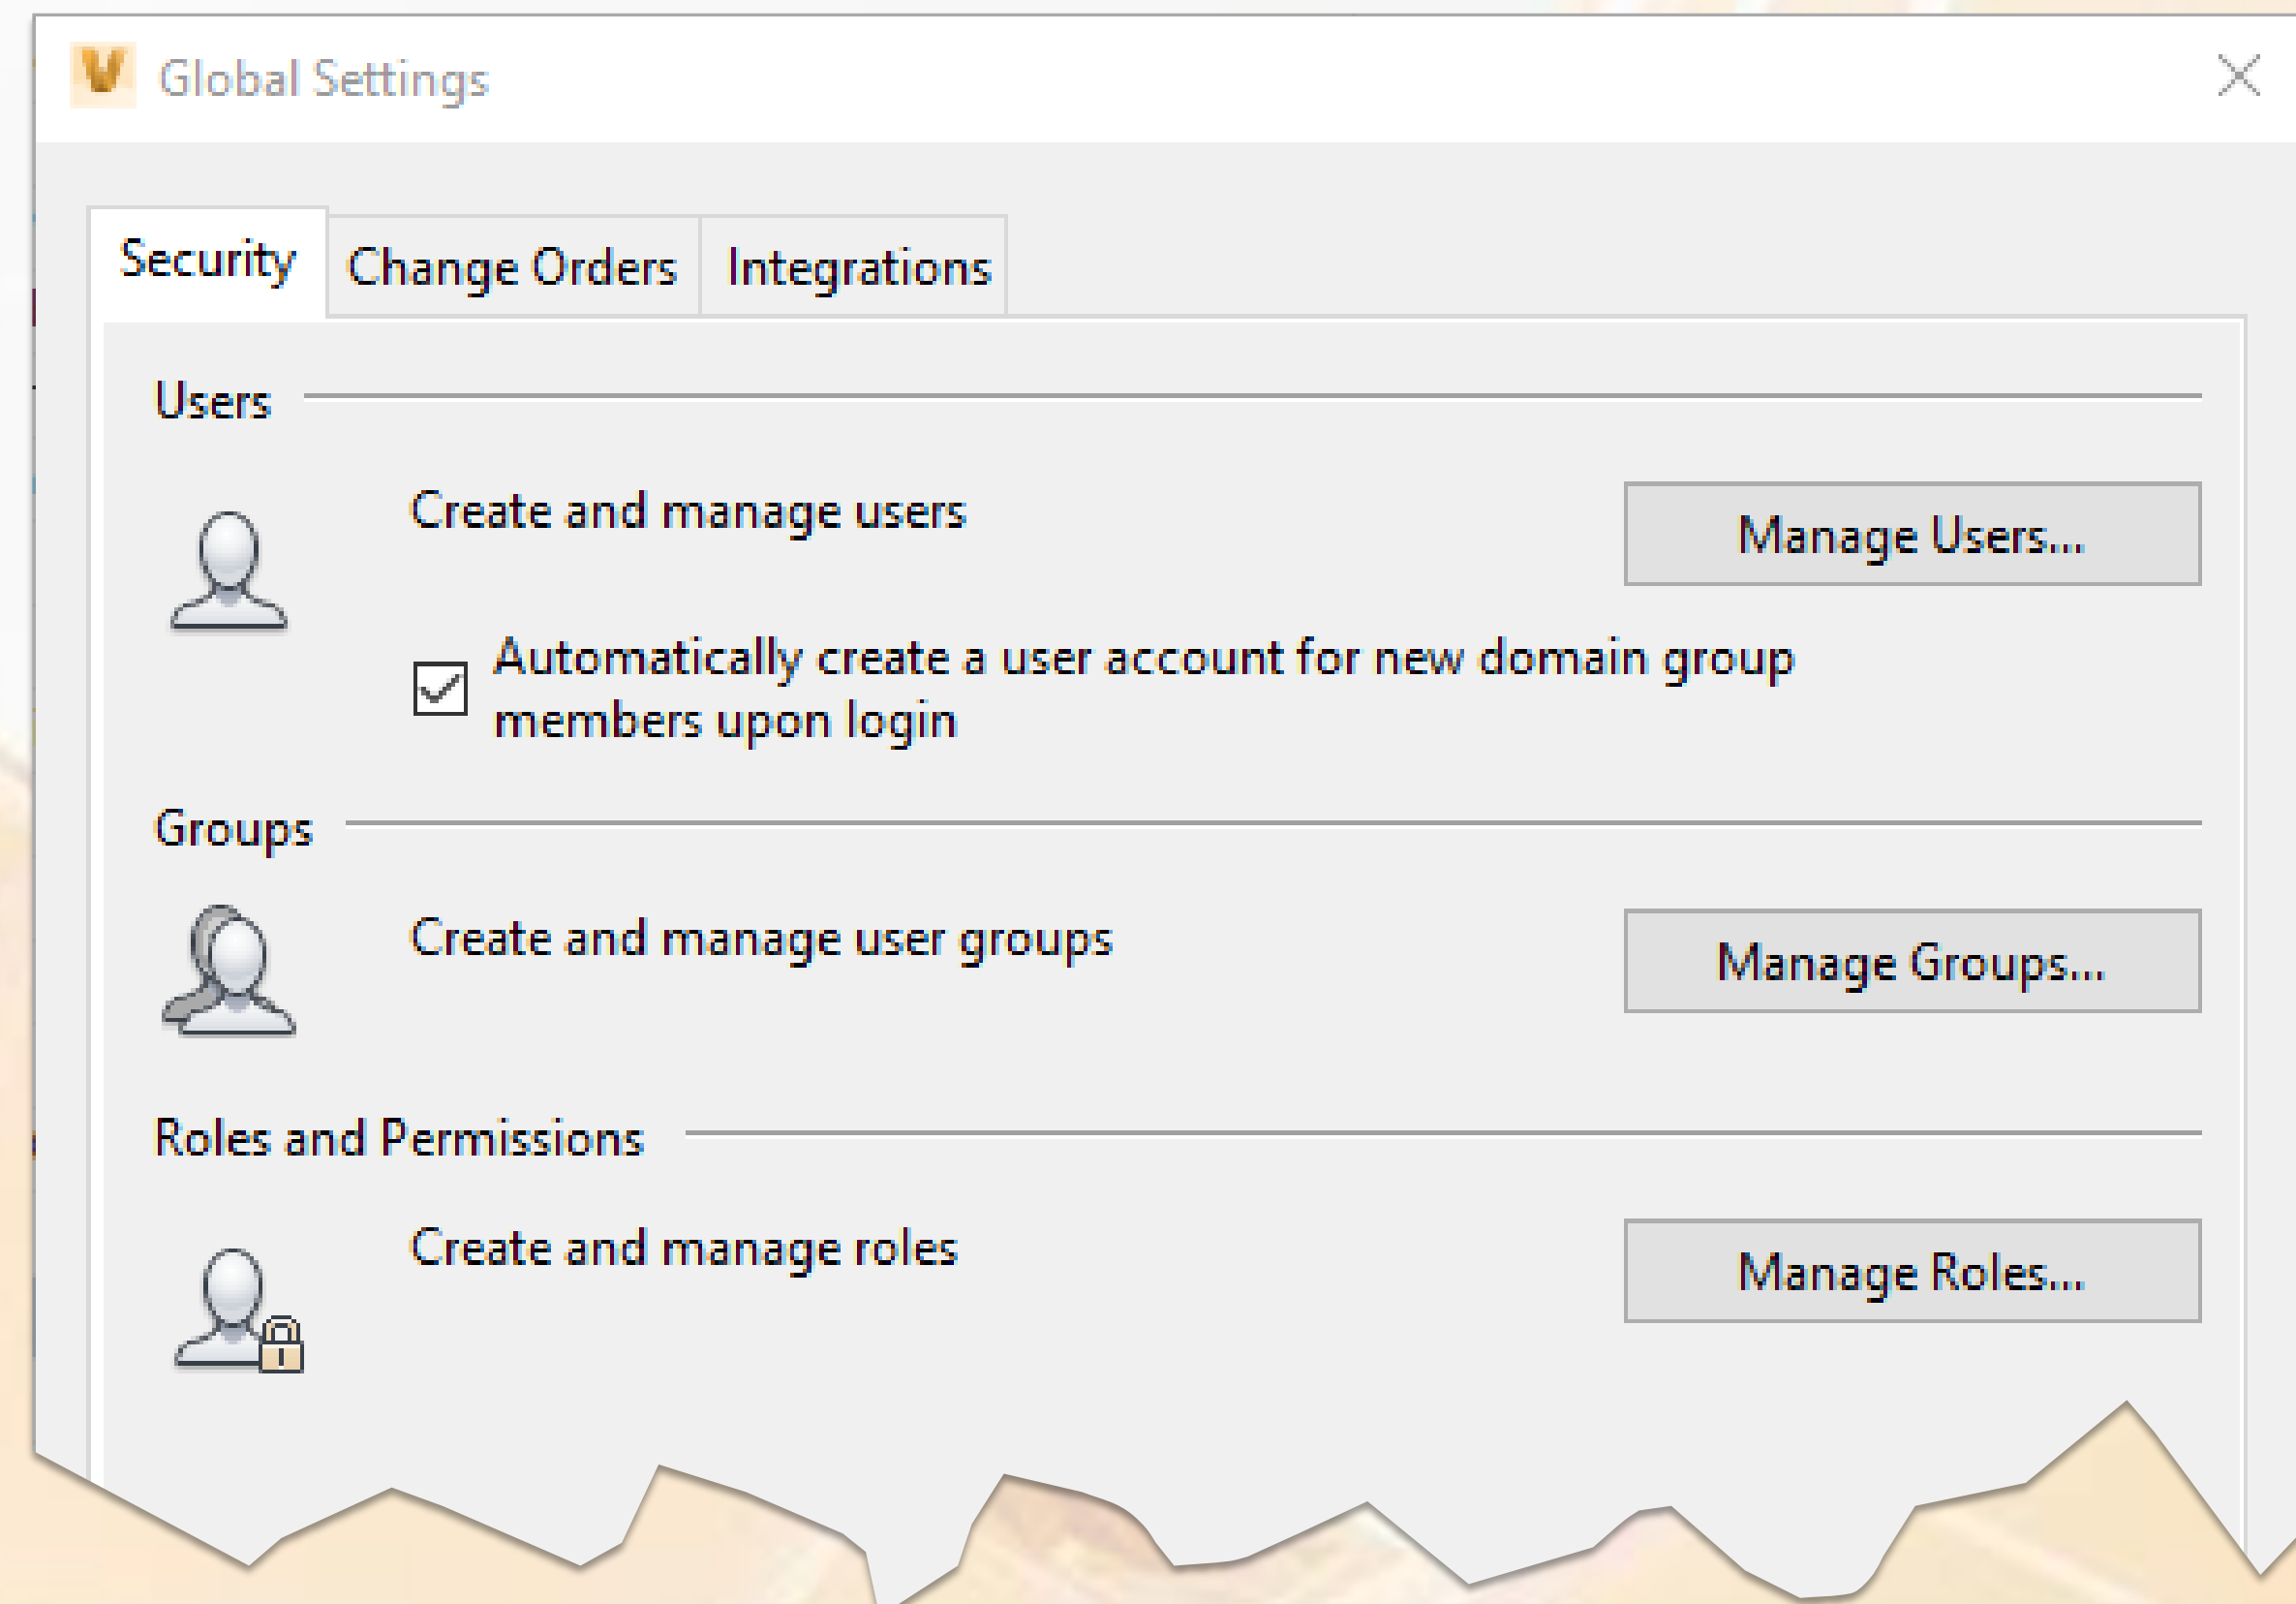 Global Settings
Security
Change Orders
Integrations
Users
Create and manage users
Manage Users...
Automatically create a user account for new domain group
members upon login
Groups
Create and manage user groups
Manage Groups...
Roles and Permissions
Create and manage roles
Manage Roles...